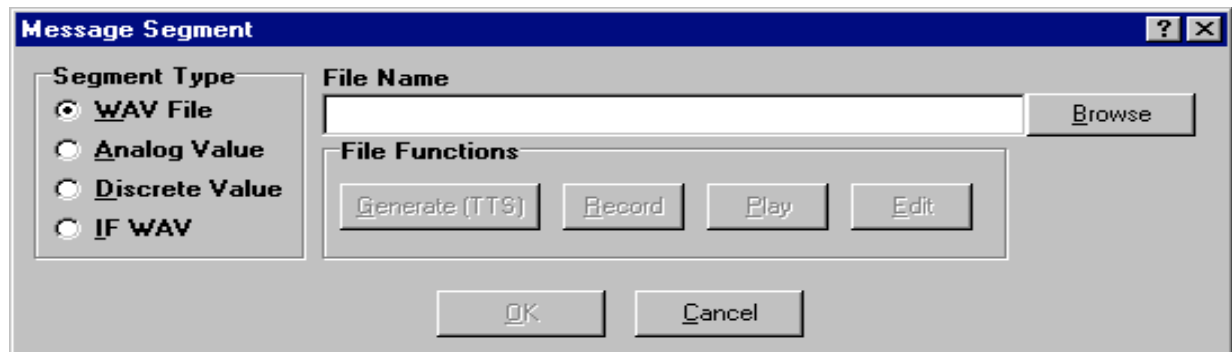 Message Segment
Segment Type
WAV File
Analog Value
Discrete Value
IF WAV
File Name
Browse
File Functions
Generate (TTS) Record Play Edit
OK Cancel